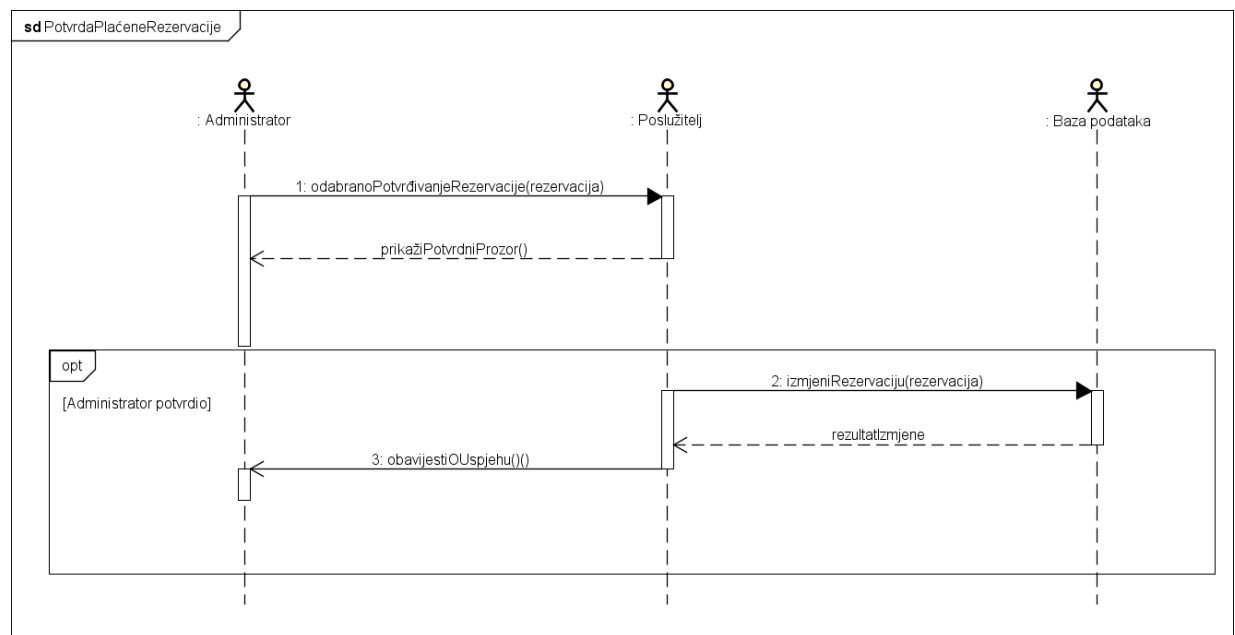 sd PotvrdaPlaćeneRezervacije
: Administrator
: Poslužitelj
: Baza podataka
1: odabranoPotvrđivanjeRezervacije(rezervacija)
prikažiPotvrdniProzor()
opt
2: izmjeniRezervaciju(rezervacija)
[Administrator potvrdio]
rezultatIzmjene
3: obavijestiOUspjehu()()